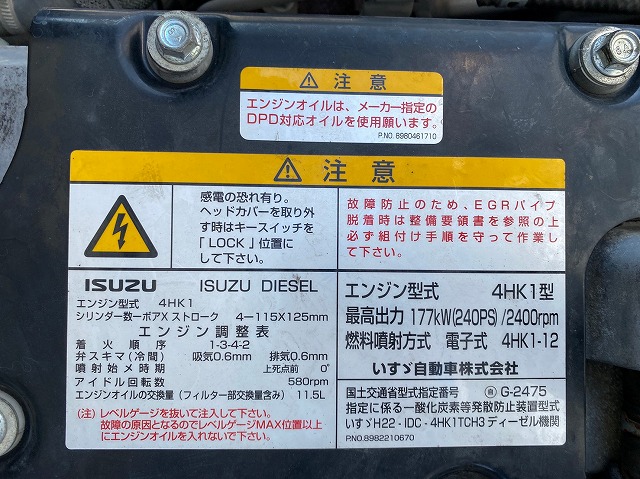 ⚠ 注意
エンジンオイルは、メーカー指定の
DPD対応オイルを使用願います。
P.NO. 8980461710
⚠ 注意
感電の恐れ有り。
ヘッドカバーを取り外
す時はキースイッチを
「LOCK」位置に
して下さい。
故障防止のため、EGRパイプ
脱着時は整備要領書を参照の上
必ず組付け手順を守って作業し
て下さい。
ISUZU ISUZU DIESEL
エンジン型式 4HK1
シリンダー数ーボアX ストローク 4ー115X125mm
エンジン調整表
着火順序 1-3-4-2
弁スキマ(冷間) 吸気0.6mm 排気0.6mm
噴射始メ時期 上死点前 0°
アイドル回転数 580rpm
エンジンオイルの交換量(フィルター部交換量含み) 11.5L
(注) レベルゲージを抜いて注入して下さい。
故障の原因となるのでレベルゲージMAX位置以上
にエンジンオイルを入れないで下さい。
エンジン型式 4HK1型
最高出力 177kW(240PS)/2400rpm
燃料噴射方式 電子式 4HK1-12
いすゞ自動車株式会社
国土交通省型式指定番号 G-2475
指定に係る一酸化炭素等発散防止装置型式
いすゞH22-IDC-4HK1TCH3 ディーゼル機関
P.NO.8982210670